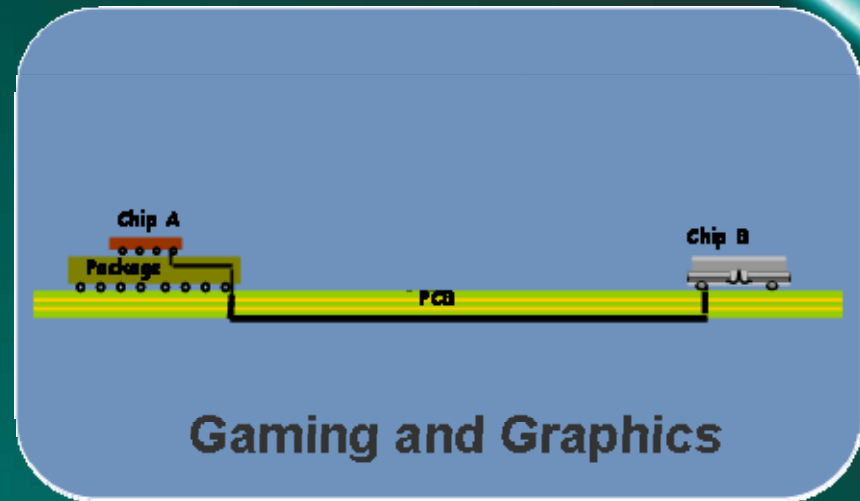 Chip A
Chip B
Package
PCB
Gaming and Graphics